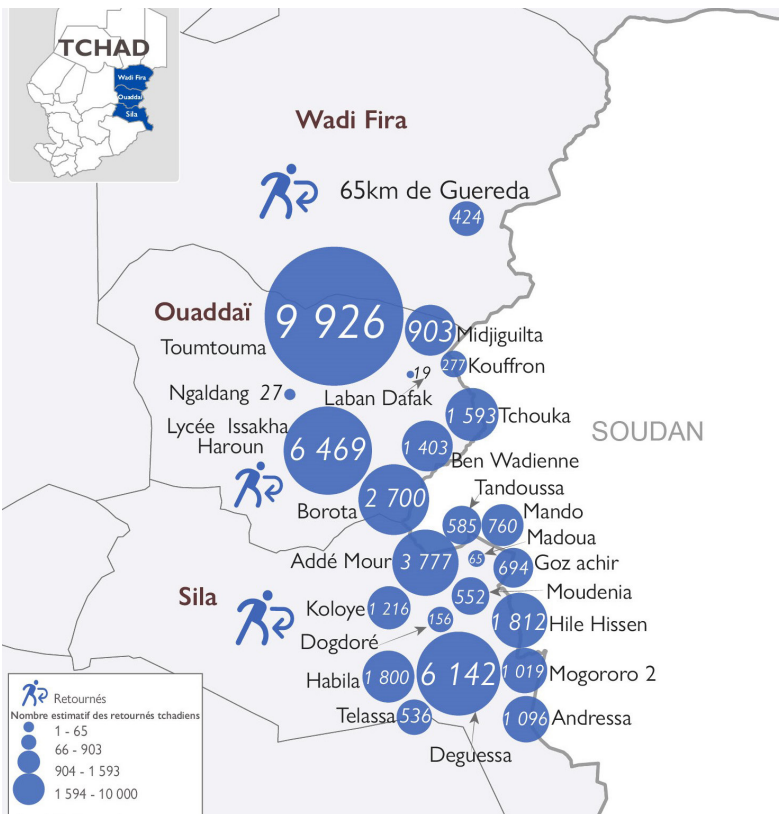 TCHAD
Wadi Fira
Ouaddaï
Sila
Wadi Fira
65km de Guereda
424
Ouaddaï
9 926
Toumtouma
903
Midjiguilta
277
Kouffron
19
Laban Dafak
Ngaldang 27
1 593
Tchouka
Lycée Issakha
Haroun
6 469
1 403
Ben Wadienne
SOUDAN
2 700
Borota
Tandoussa
585
760
Mando
Madoua
65
Addé Mour
3 777
694
Goz achir
Sila
552
Moudenia
Koloye
1 216
156
Dogdoré
1 812
Hile Hissen
Habila
1 800
6 142
1 019
Mogororo 2
Telassa
536
1 096
Andressa
Deguessa
Retournés
Nombre estimatif des retournés tchadiens
1 - 65
66 - 903
904 - 1 593
1 594 - 10 000